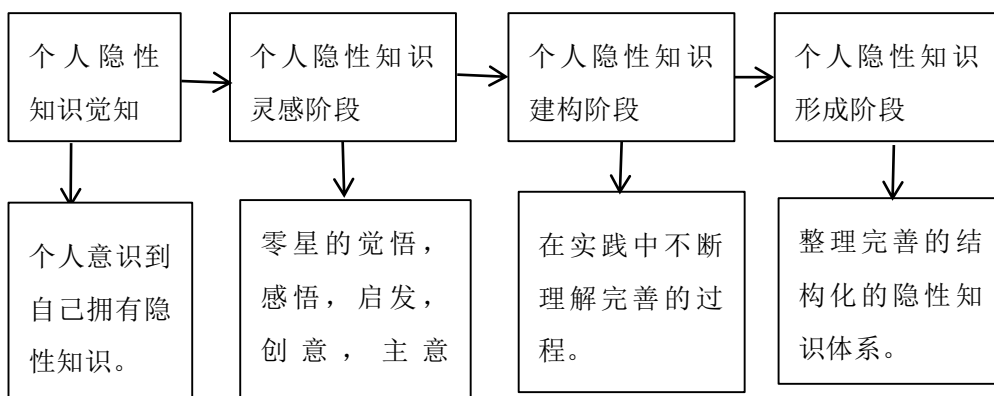 个人隐性
知识觉知
个人隐性知识
灵感阶段
个人隐性知识
建构阶段
个人隐性知识
形成阶段
个人意识到
自己拥有隐
性知识。
零星的觉悟，
感悟，启发，
创意，主意
在实践中不断
理解完善的过
程。
整理完善的结
构化的隐性知
识体系。